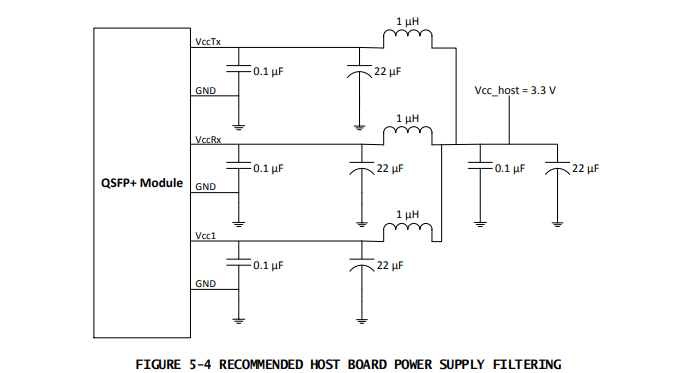 1 µH
VccTx
0.1 µF
22 µF
GND
Vcc_host = 3.3 V
1 µH
VccRx
0.1 µF
22 µF
0.1 µF
22 µF
QSFP+ Module
GND
1 µH
Vcc1
0.1 µF
22 µF
GND
FIGURE 5-4 RECOMMENDED HOST BOARD POWER SUPPLY FILTERING